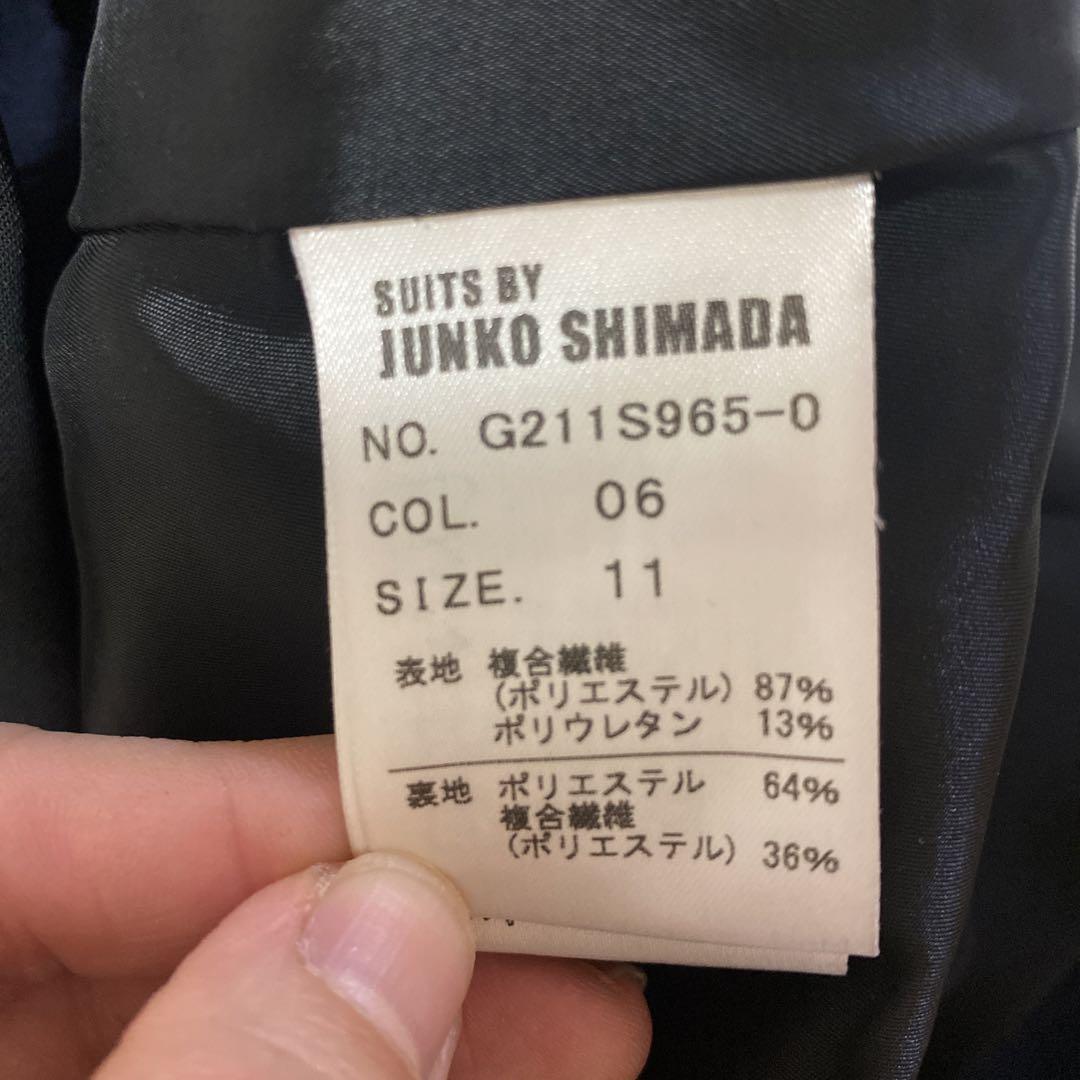 SUITS BY
JUNKO SHIMADA
NO. G211S965-0
COL. 06
SIZE. 11
表地 複合繊維
(ポリエステル) 87%
ポリウレタン 13%
裏地 ポリエステル 64%
複合繊維
(ポリエステル) 36%